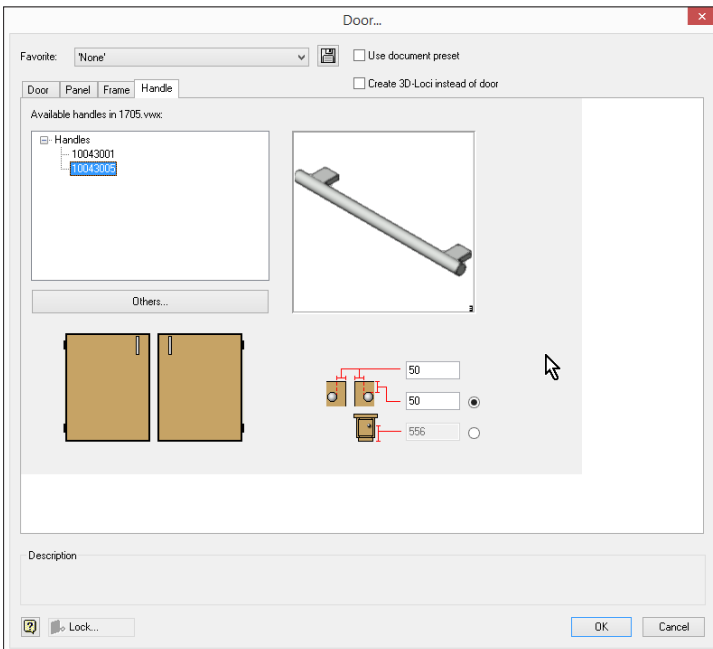 Door...
Favorite: 'None' Use document preset
Create 3D-Loci instead of door
Door Panel Frame Handle
Available handles in 1705.vwx:
Handles
10043001
10043005
Others...
50
50
556
Description
Lock...
OK Cancel